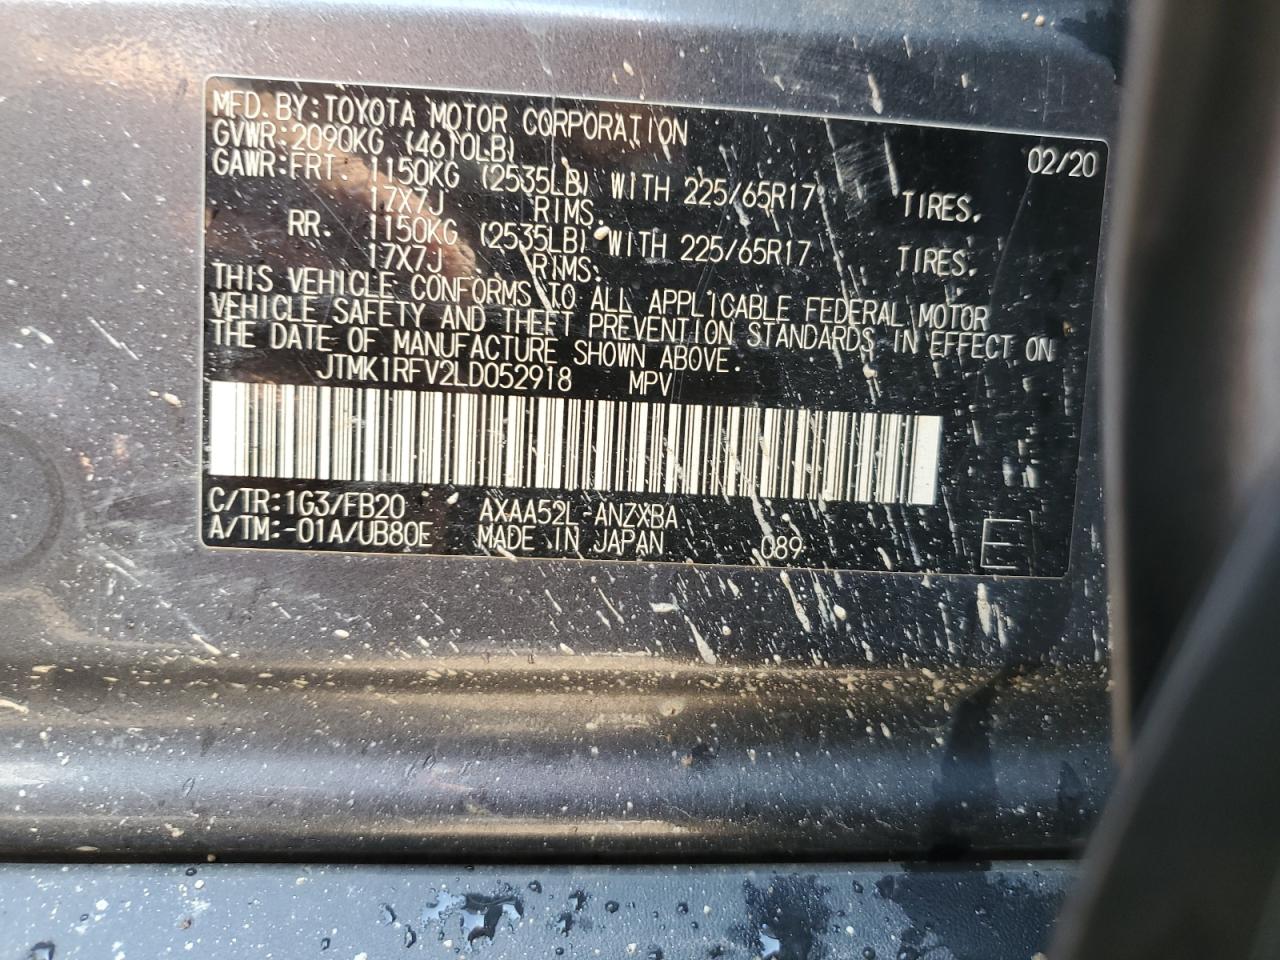 MFD. BY: TOYOTA MOTOR CORPORATION 02/20
GVWR: 2090KG (4610LB)
GAWR: FRT. 1150KG (2535LB) WITH 225/65R17 TIRES,
17X7J RIMS.
RR. 1150KG (2535LB) WITH 225/65R17 TIRES.
17X7J RIMS.
THIS VEHICLE CONFORMS TO ALL APPLICABLE FEDERAL MOTOR
VEHICLE SAFETY AND THEFT PREVENTION STANDARDS IN EFFECT ON
THE DATE OF MANUFACTURE SHOWN ABOVE.
JTMK1RFV2LD052918 MPV
C/TR: 1G3/FB20 AXAA52L-ANZXBA
A/TM: -01A/UB80E MADE IN JAPAN 089 E